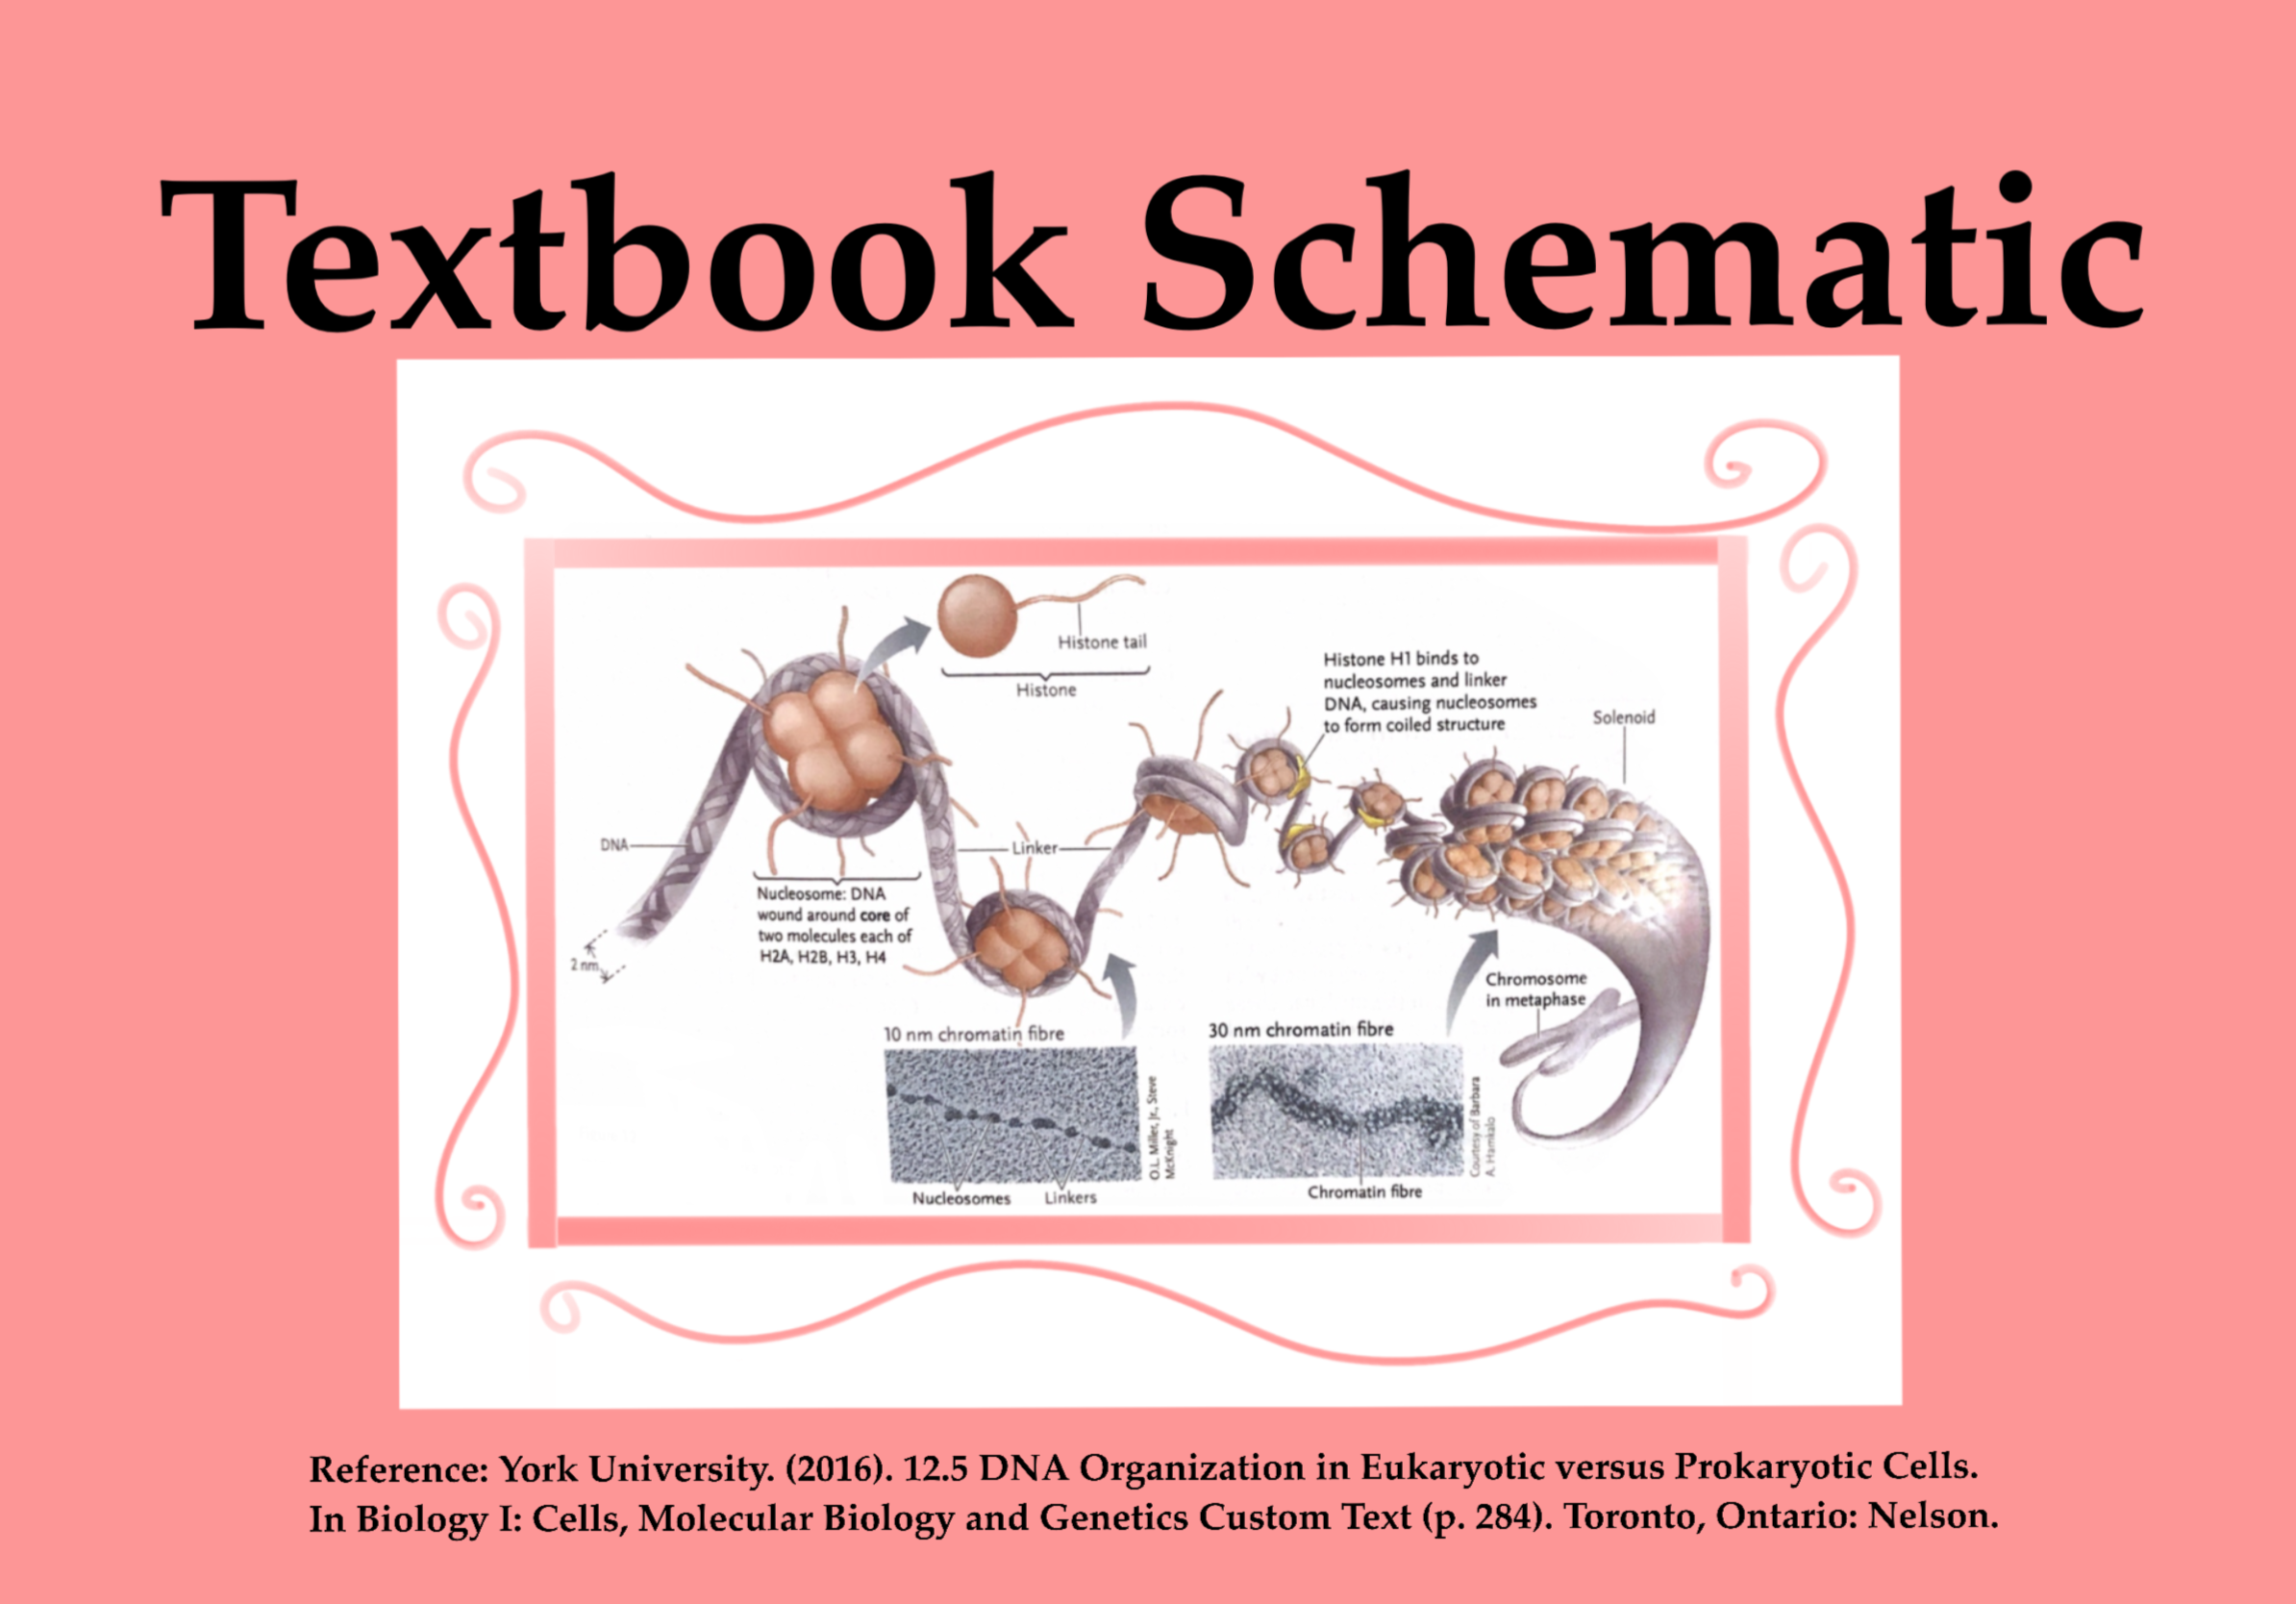 Textbook Schematic
Histone tail
Histone
Histone H1 binds to
nucleosomes and linker
DNA, causing nucleosomes
to form coiled structure
Solenoid
DNA
Linker
Nucleosome: DNA
wound around core of
two molecules each of
H2A, H2B, H3, H4
2 nm
Chromosome
in metaphase
10 nm chromatin fibre
30 nm chromatin fibre
O.L. Miller, Jr., Steve
McKnight
Courtesy of Barbara
A. Hamkalo
Nucleosomes
Linkers
Chromatin fibre
Reference: York University. (2016). 12.5 DNA Organization in Eukaryotic versus Prokaryotic Cells.
In Biology I: Cells, Molecular Biology and Genetics Custom Text (p. 284). Toronto, Ontario: Nelson.